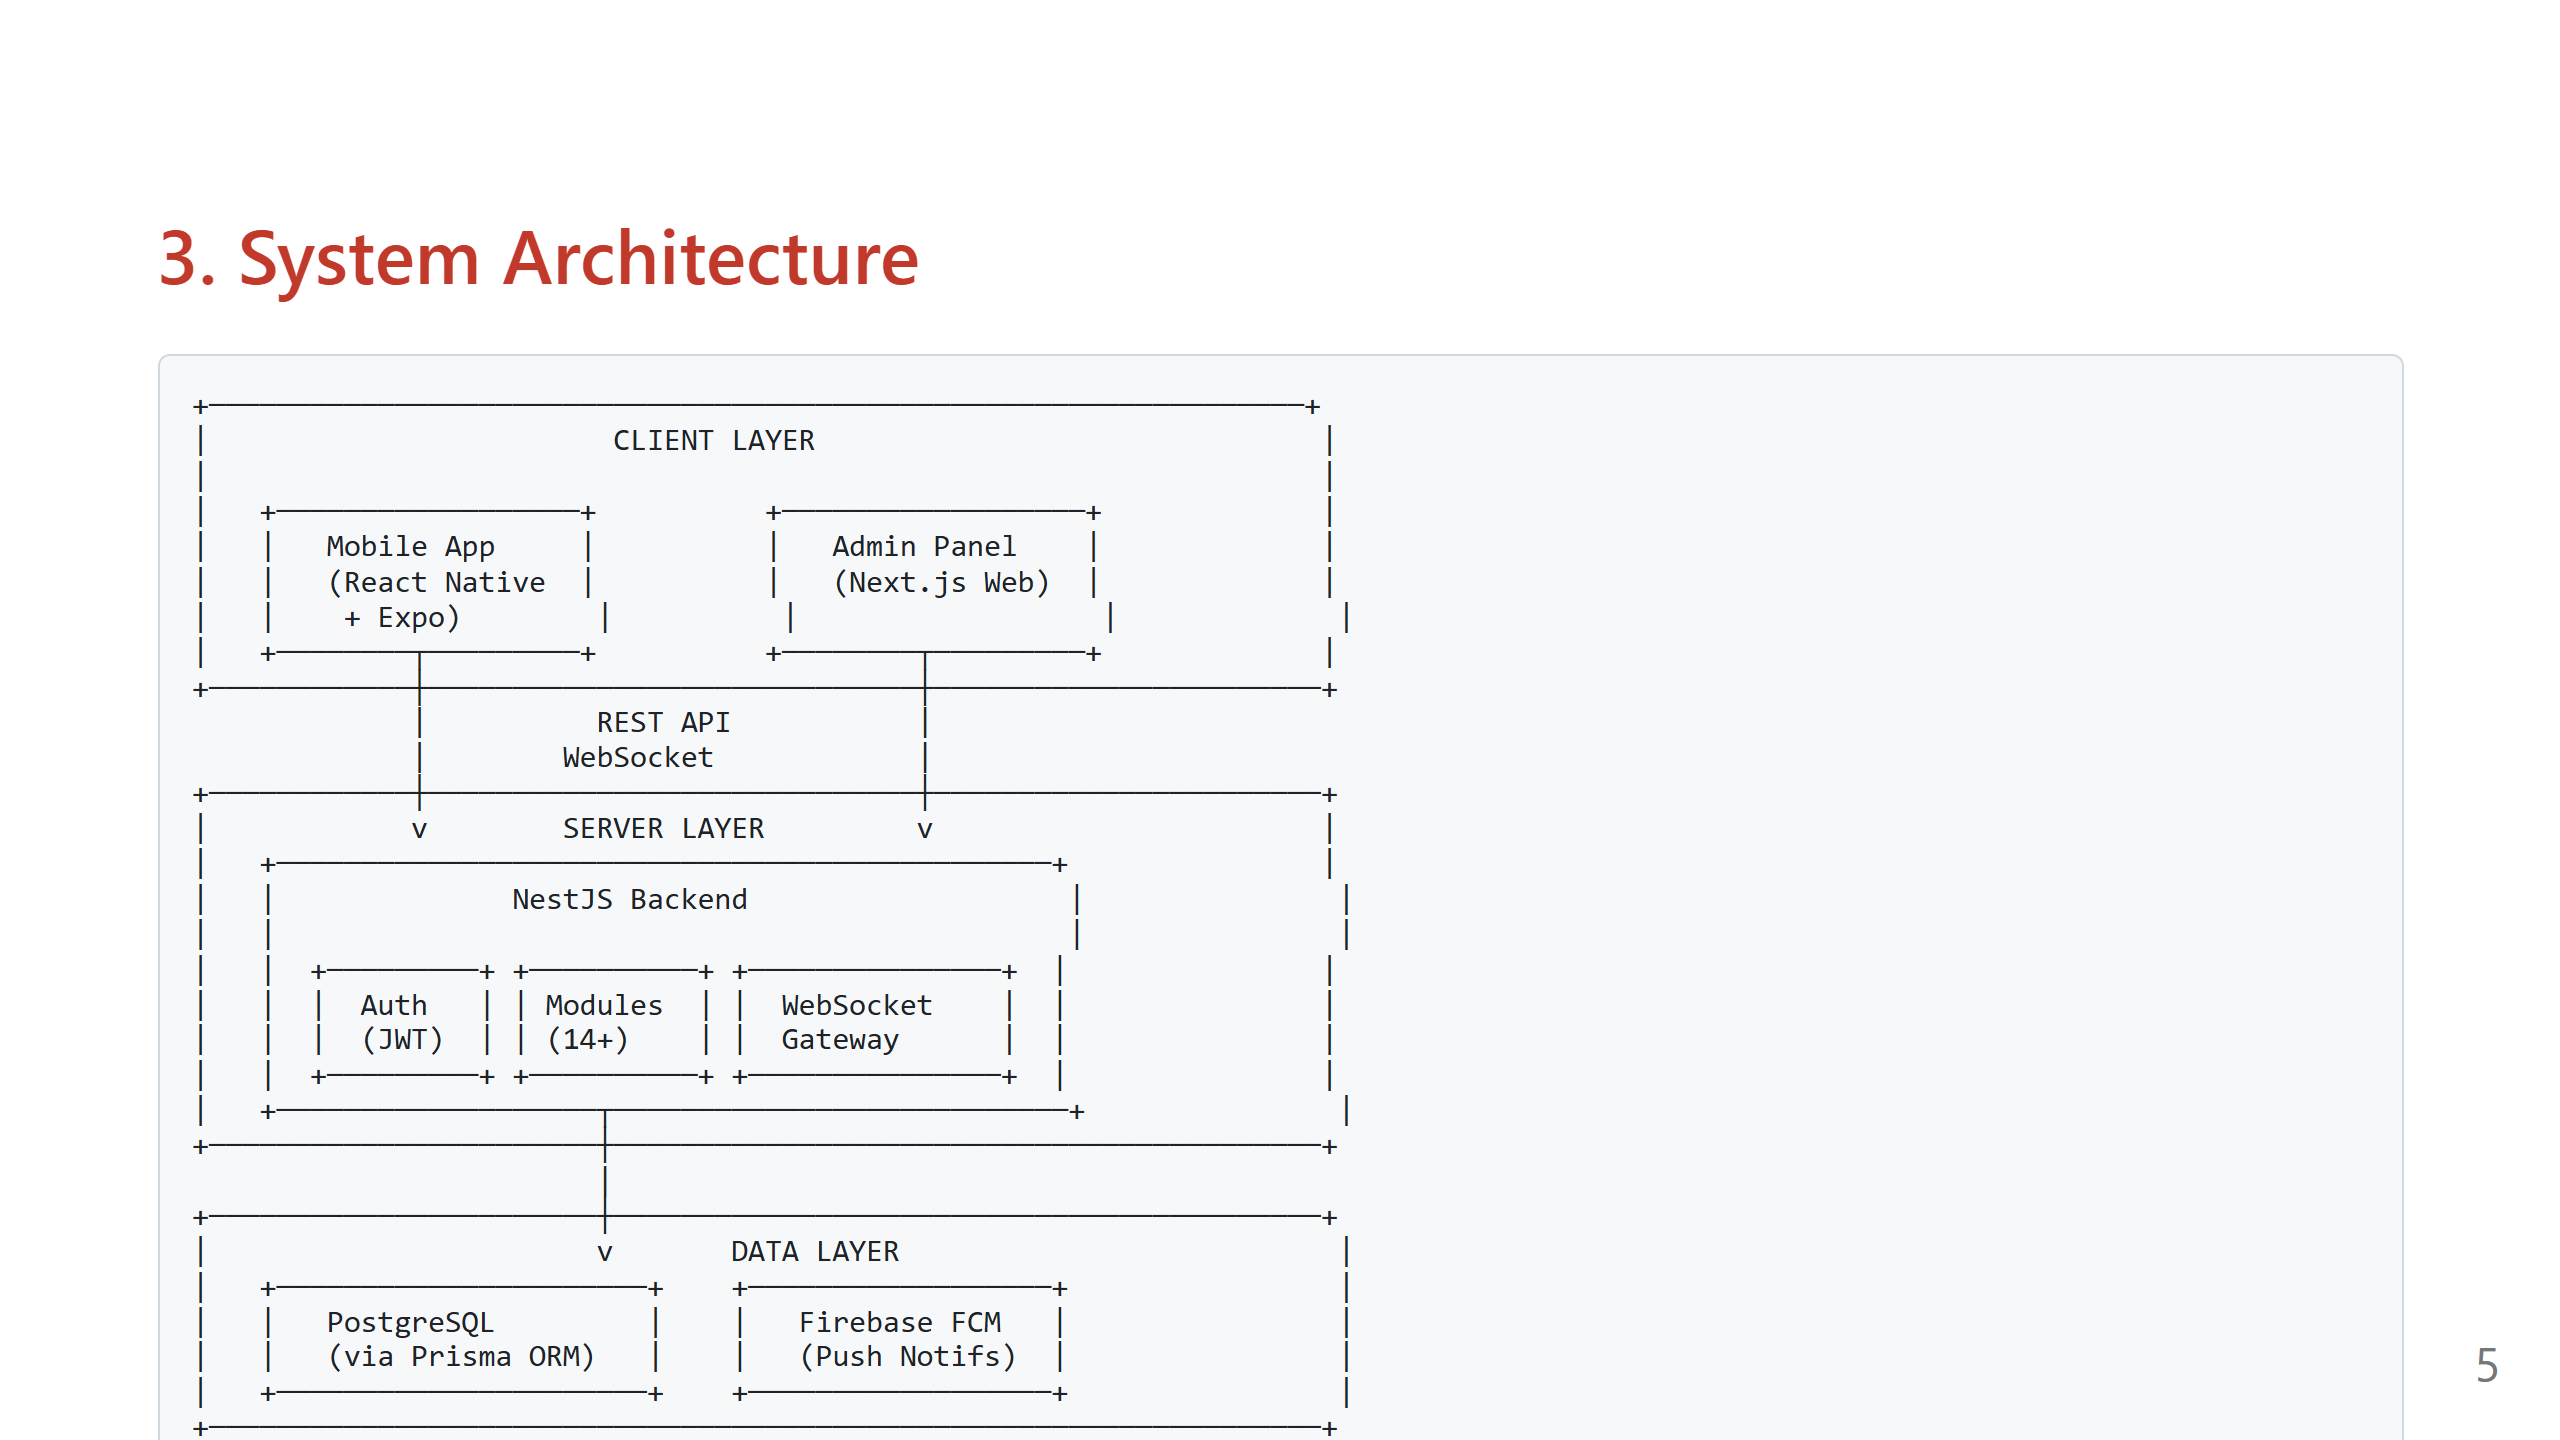 3. System Architecture
CLIENT LAYER
Mobile App Admin Panel
(React Native (Next.js Web)
+ Expo)
REST API
WebSocket
v SERVER LAYER v
NestJS Backend
Auth Modules WebSocket
(JWT) (14+) Gateway
v DATA LAYER
PostgreSQL Firebase FCM
(via Prisma ORM) (Push Notifs)
5